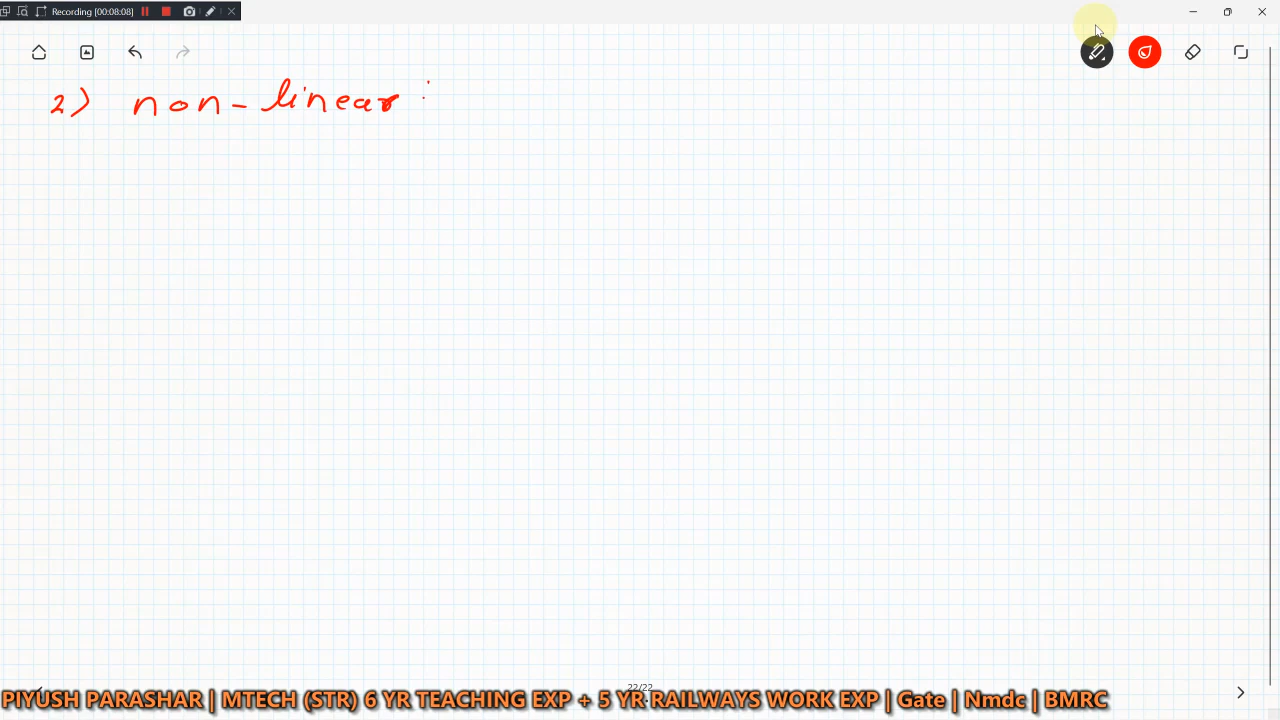 Recording [00:08:08]
2) non-linear :
22/22
PIYUSH PARASHAR | MTECH (STR) 6 YR TEACHING EXP + 5 YR RAILWAYS WORK EXP | Gate | Nmdc | BMRC